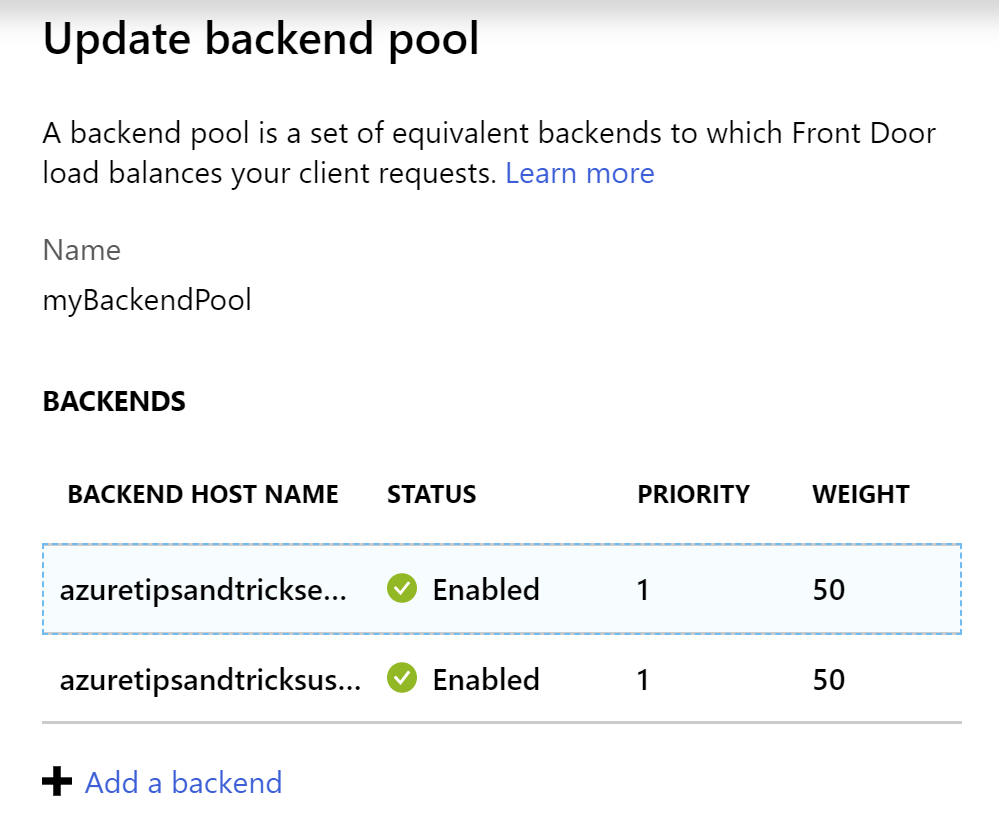 Update backend pool
A backend pool is a set of equivalent backends to which Front Door
load balances your client requests. Learn more
Name
myBackendPool
BACKENDS
BACKEND HOST NAME STATUS PRIORITY WEIGHT
azuretipsandtrickse... Enabled 1 50
azuretipsandtricksus... Enabled 1 50
Add a backend